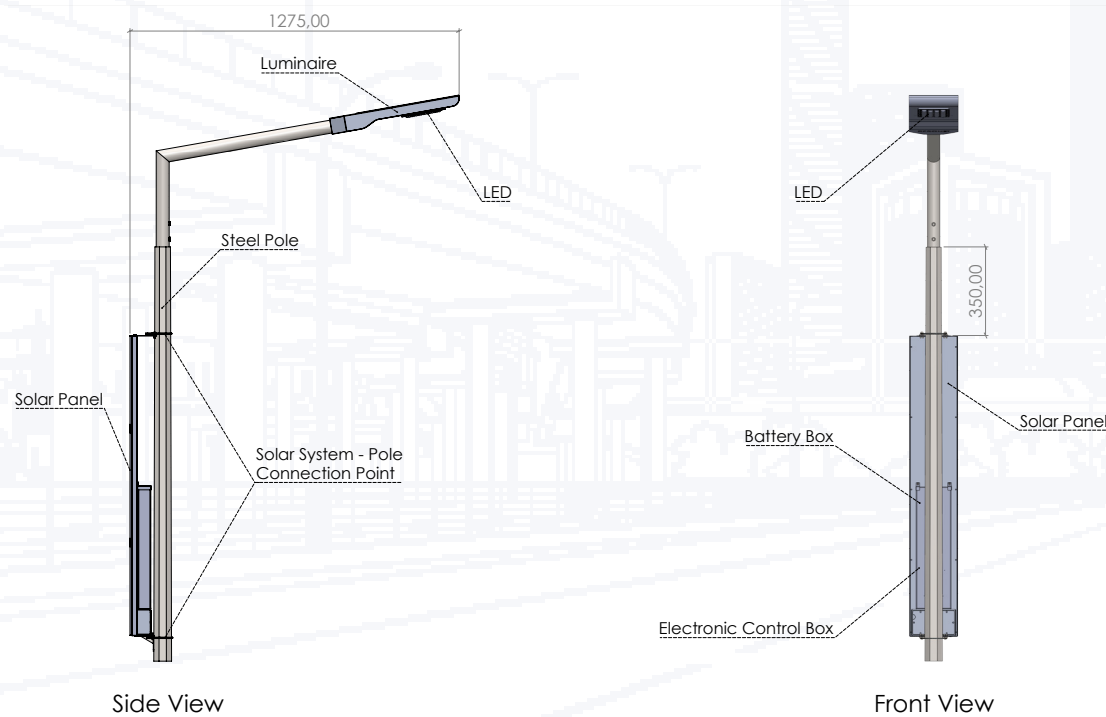 1275,00
Luminaire
LED
Steel Pole
Solar Panel
Solar System - Pole
Connection Point
Side View
LED
350,00
Solar Panel
Battery Box
Electronic Control Box
Front View